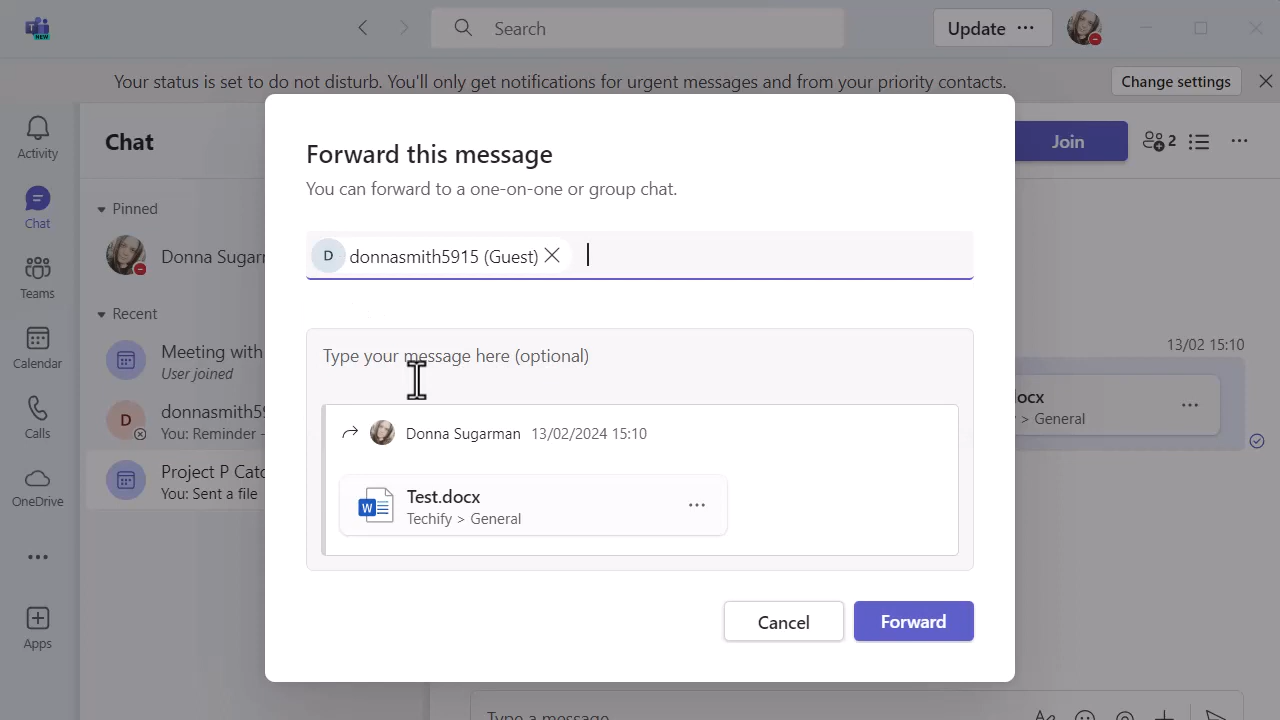 NEW
Search
Update
Your status is set to do not disturb. You'll only get notifications for urgent messages and from your priority contacts.
Change settings
Activity
Chat
Teams
Calendar
Calls
OneDrive
Apps
Chat
Pinned
Donna Sugar
Recent
Meeting with
User joined
donnasmith59
You: Reminder -
Project P Catc
You: Sent a file
Join
2
13/02 15:10
ocx
> General
Type a message
Forward this message
You can forward to a one-on-one or group chat.
D donnasmith5915 (Guest)
Type your message here (optional)
Donna Sugarman 13/02/2024 15:10
Test.docx
Techify > General
Cancel
Forward